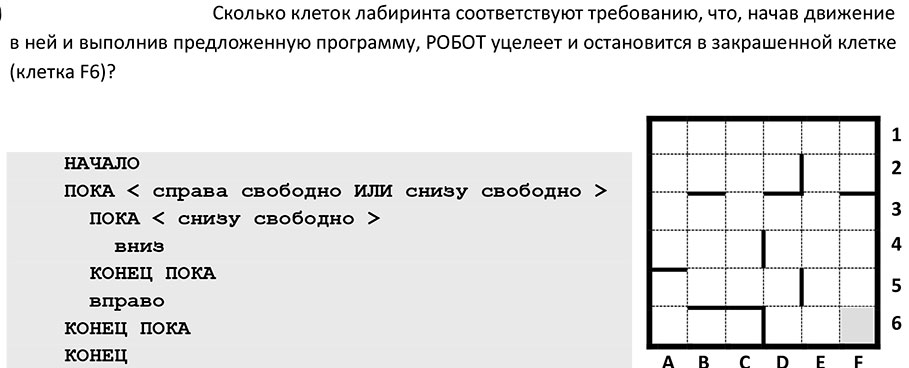 )
Сколько клеток лабиринта соответствуют требованию, что, начав движение
в ней и выполнив предложенную программу, РОБОТ уцелеет и остановится в закрашенной клетке
(клетка F6)?
НАЧАЛО
ПОКА < справа свободно ИЛИ снизу свободно >
ПОКА < снизу свободно >
вниз
КОНЕЦ ПОКА
вправо
КОНЕЦ ПОКА
КОНЕЦ
1
2
3
4
5
6
A B C D E F